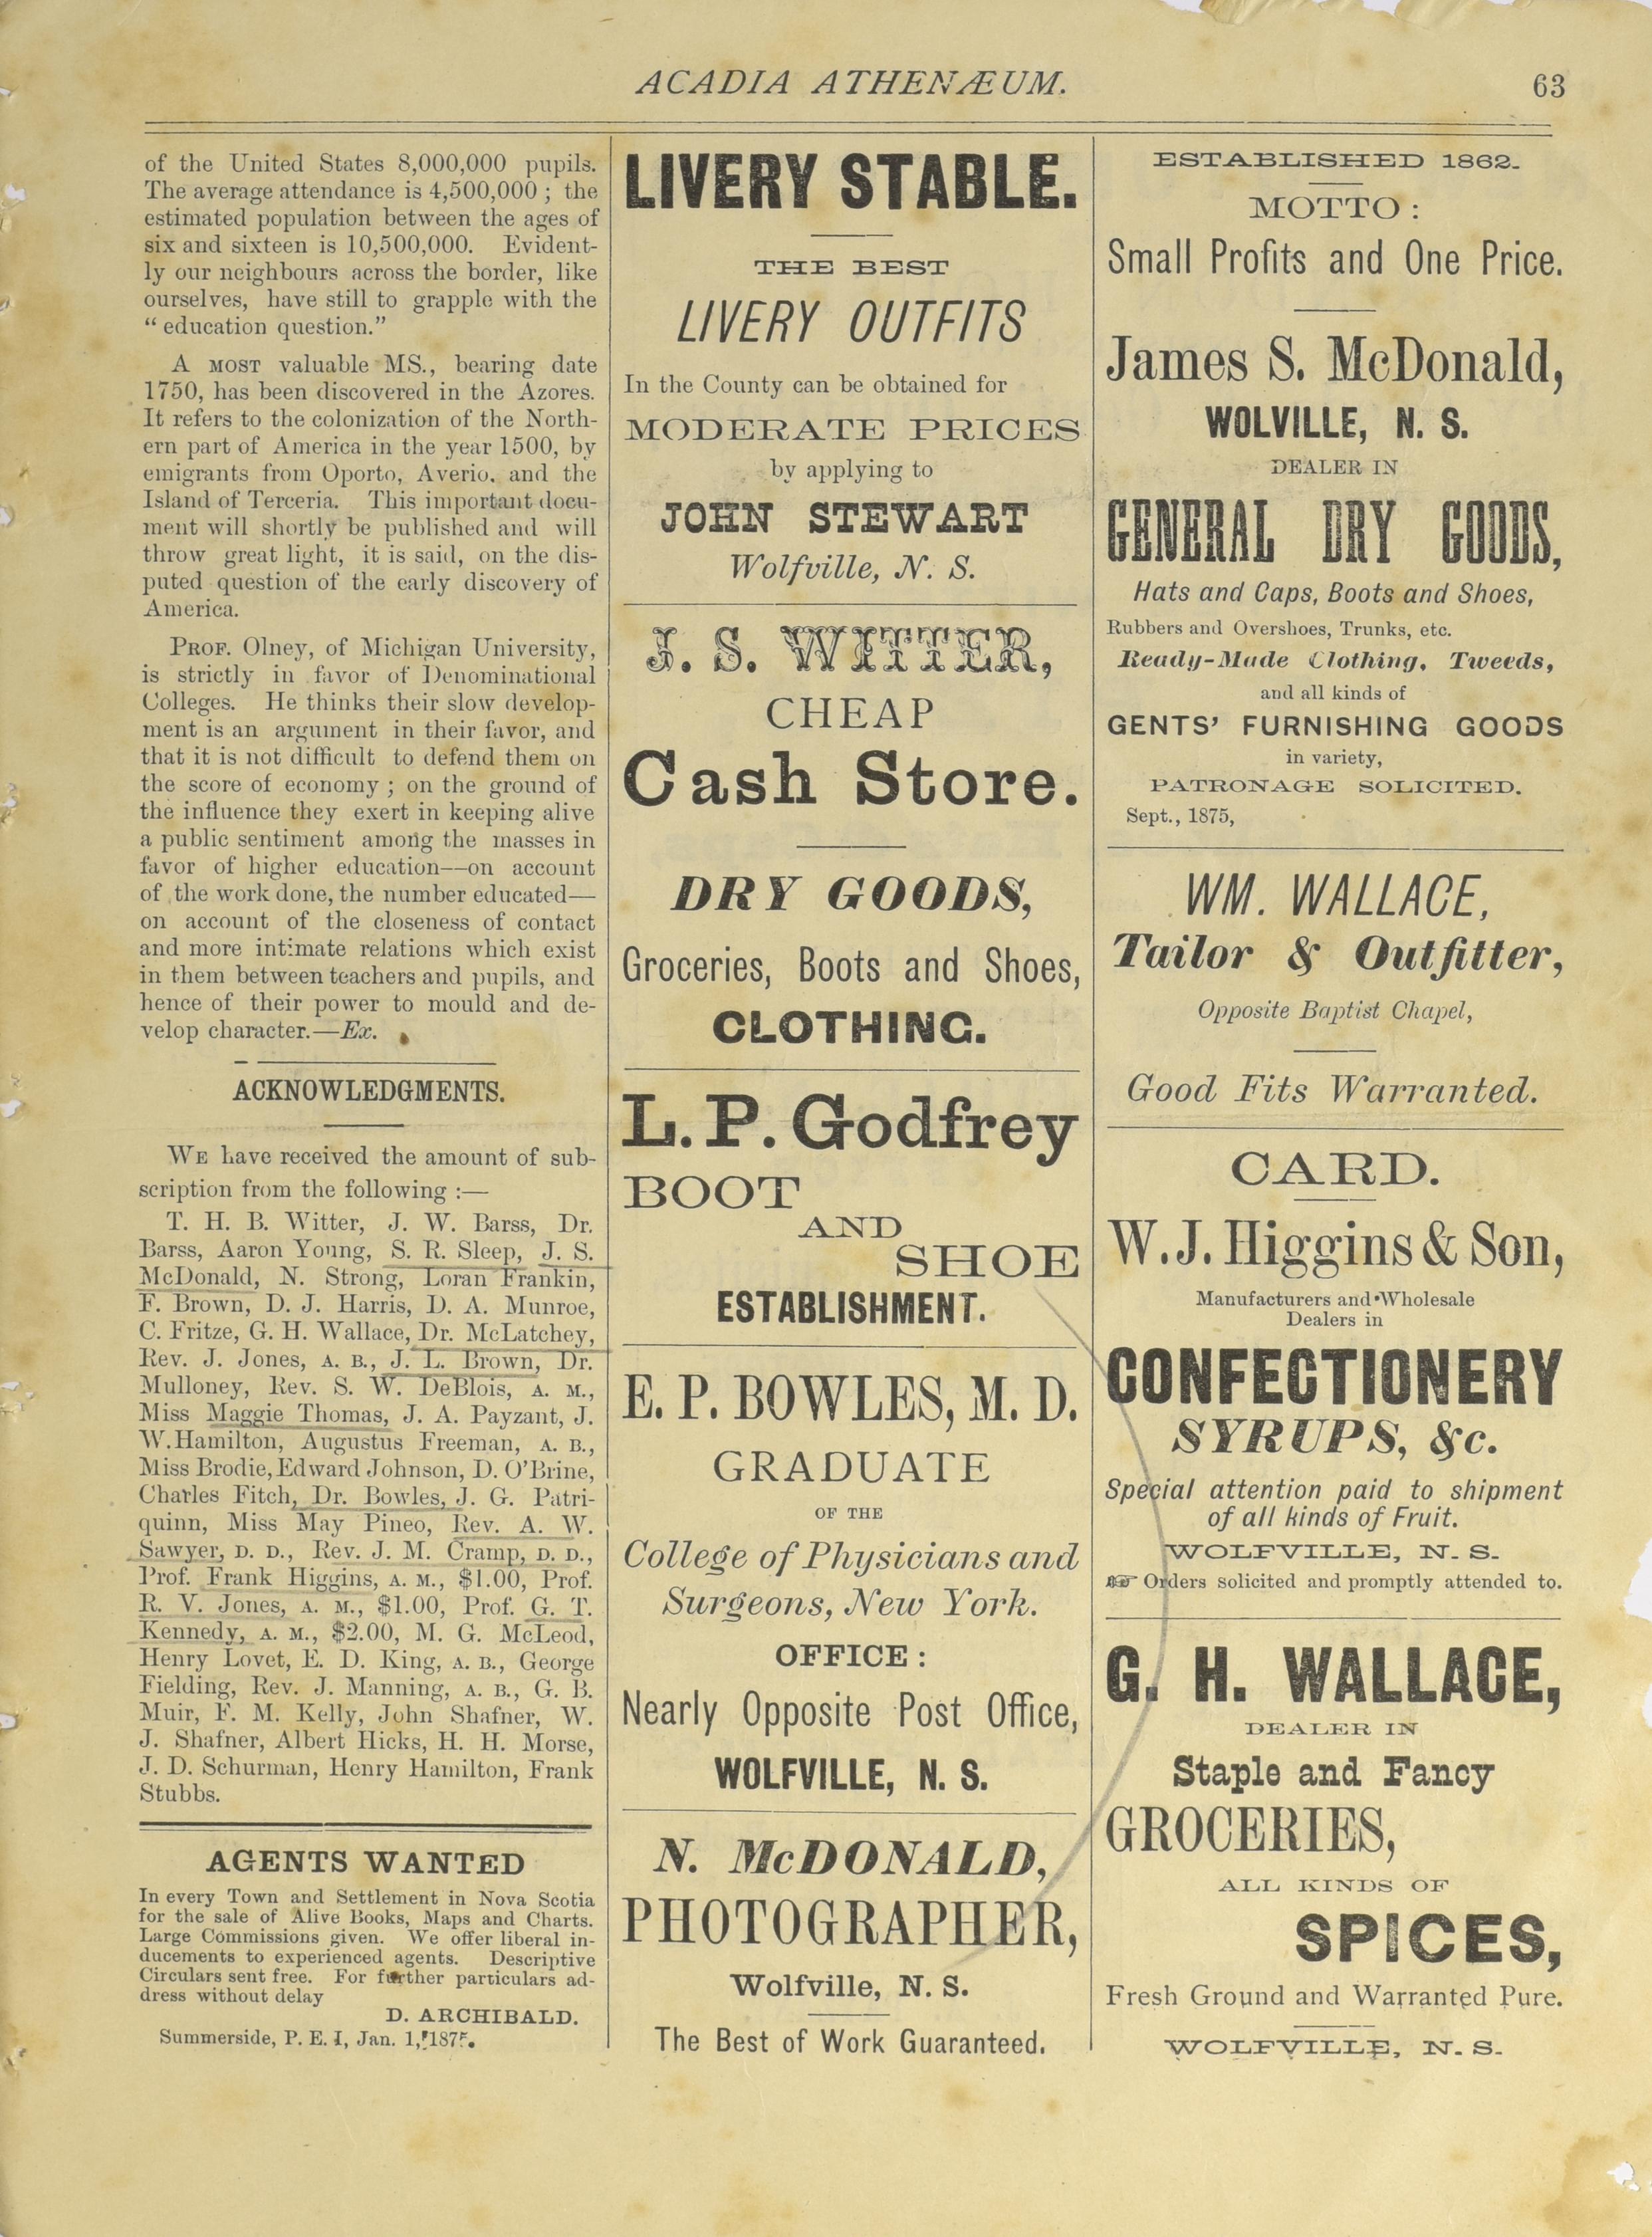 ACADIA ATHENÆUM.
63
of the United States 8,000,000 pupils.
The average attendance is 4,500,000 ; the
estimated population between the ages of
six and sixteen is 10,500,000. Evident-
ly our neighbours across the border, like
ourselves, have still to grapple with the
“ education question.”
A MOST valuable MS., bearing date
1750, has been discovered in the Azores.
It refers to the colonization of the North-
ern part of America in the year 1500, by
emigrants from Oporto, Averio, and the
Island of Terceria. This important docu-
ment will shortly be published and will
throw great light, it is said, on the dis-
puted question of the early discovery of
America.
PROF. Olney, of Michigan University,
is strictly in favor of Denominational
Colleges. He thinks their slow develop-
ment is an argument in their favor, and
that it is not difficult to defend them on
the score of economy ; on the ground of
the influence they exert in keeping alive
a public sentiment among the masses in
favor of higher education—on account
of the work done, the number educated—
on account of the closeness of contact
and more intimate relations which exist
in them between teachers and pupils, and
hence of their power to mould and de-
velop character.—Ex.
ACKNOWLEDGMENTS.
WE have received the amount of sub-
scription from the following :—
T. H. B. Witter, J. W. Barss, Dr.
Barss, Aaron Young, S. R. Sleep, J. S.
McDonald, N. Strong, Loran Frankin,
F. Brown, D. J. Harris, D. A. Munroe,
C. Fritze, G. H. Wallace, Dr. McLatchey,
Rev. J. Jones, A. B., J. L. Brown, Dr.
Mulloney, Rev. S. W. DeBlois, A. M.,
Miss Maggie Thomas, J. A. Payzant, J.
W. Hamilton, Augustus Freeman, A. B.,
Miss Brodie, Edward Johnson, D. O’Brine,
Charles Fitch, Dr. Bowles, J. G. Patri-
quinn, Miss May Pineo, Rev. A. W.
Sawyer, D. D., Rev. J. M. Cramp, D. D.,
Prof. Frank Higgins, A. M., $1.00, Prof.
R. V. Jones, A. M., $1.00, Prof. G. T.
Kennedy, A. M., $2.00, M. G. McLeod,
Henry Lovet, E. D. King, A. B., George
Fielding, Rev. J. Manning, A. B., G. B.
Muir, F. M. Kelly, John Shafner, W.
J. Shafner, Albert Hicks, H. H. Morse,
J. D. Schurman, Henry Hamilton, Frank
Stubbs.
AGENTS WANTED
In every Town and Settlement in Nova Scotia
for the sale of Alive Books, Maps and Charts.
Large Commissions given. We offer liberal in-
ducements to experienced agents. Descriptive
Circulars sent free. For further particulars ad-
dress without delay
D. ARCHIBALD.
Summerside, P. E. I, Jan. 1, 1875.
LIVERY STABLE.
THE BEST
LIVERY OUTFITS
In the County can be obtained for
MODERATE PRICES
by applying to
JOHN STEWART
Wolfville, N. S.
J. S. WITTER,
CHEAP
Cash Store.
DRY GOODS,
Groceries, Boots and Shoes,
CLOTHING.
L. P. Godfrey
BOOT
AND
SHOE
ESTABLISHMENT.
E. P. BOWLES, M. D.
GRADUATE
OF THE
College of Physicians and
Surgeons, New York.
OFFICE :
Nearly Opposite Post Office,
WOLFVILLE, N. S.
N. McDONALD,
PHOTOGRAPHER,
Wolfville, N. S.
The Best of Work Guaranteed.
ESTABLISHED 1862.
MOTTO :
Small Profits and One Price.
James S. McDonald,
WOLVILLE, N. S.
DEALER IN
GENERAL DRY GOODS,
Hats and Caps, Boots and Shoes,
Rubbers and Overshoes, Trunks, etc.
Ready-Made Clothing, Tweeds,
and all kinds of
GENTS’ FURNISHING GOODS
in variety,
PATRONAGE SOLICITED.
Sept., 1875,
WM. WALLACE,
Tailor & Outfitter,
Opposite Baptist Chapel,
Good Fits Warranted.
CARD.
W. J. Higgins & Son,
Manufacturers and Wholesale
Dealers in
CONFECTIONERY
SYRUPS, &c.
Special attention paid to shipment
of all kinds of Fruit.
WOLFVILLE, N. S.
☞ Orders solicited and promptly attended to.
G. H. WALLACE,
DEALER IN
Staple and Fancy
GROCERIES,
ALL KINDS OF
SPICES,
Fresh Ground and Warranted Pure.
WOLFVILLE, N. S.